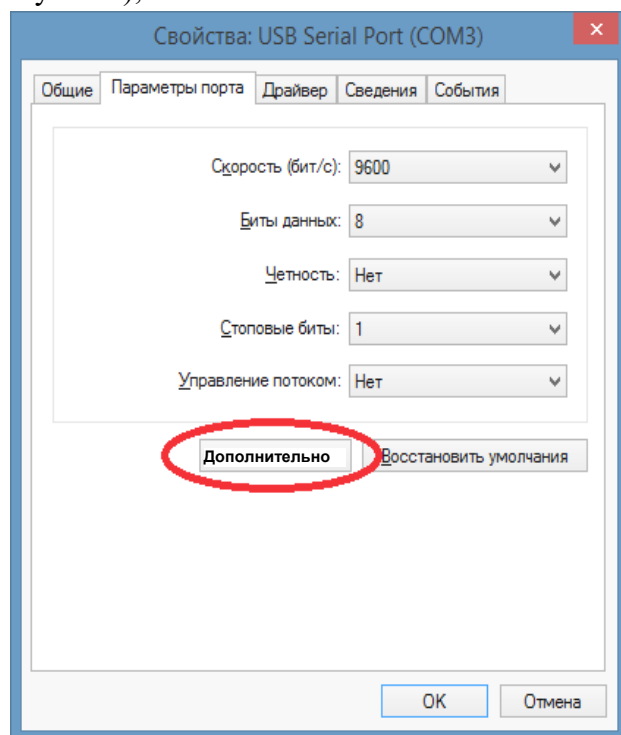 Свойства: USB Serial Port (COM3)
Общие Параметры порта Драйвер Сведения События
Скорость (бит/с): 9600
Биты данных: 8
Четность: Нет
Стоповые биты: 1
Управление потоком: Нет
Дополнительно Восстановить умолчания
OK Отмена